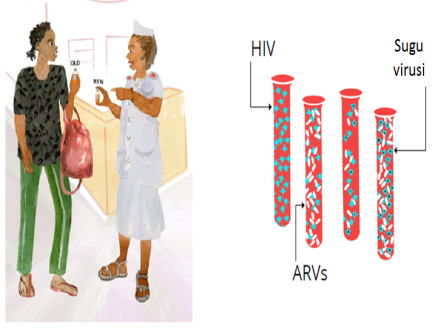 OLD
NEW
HIV
Sugu
virusi
ARVs